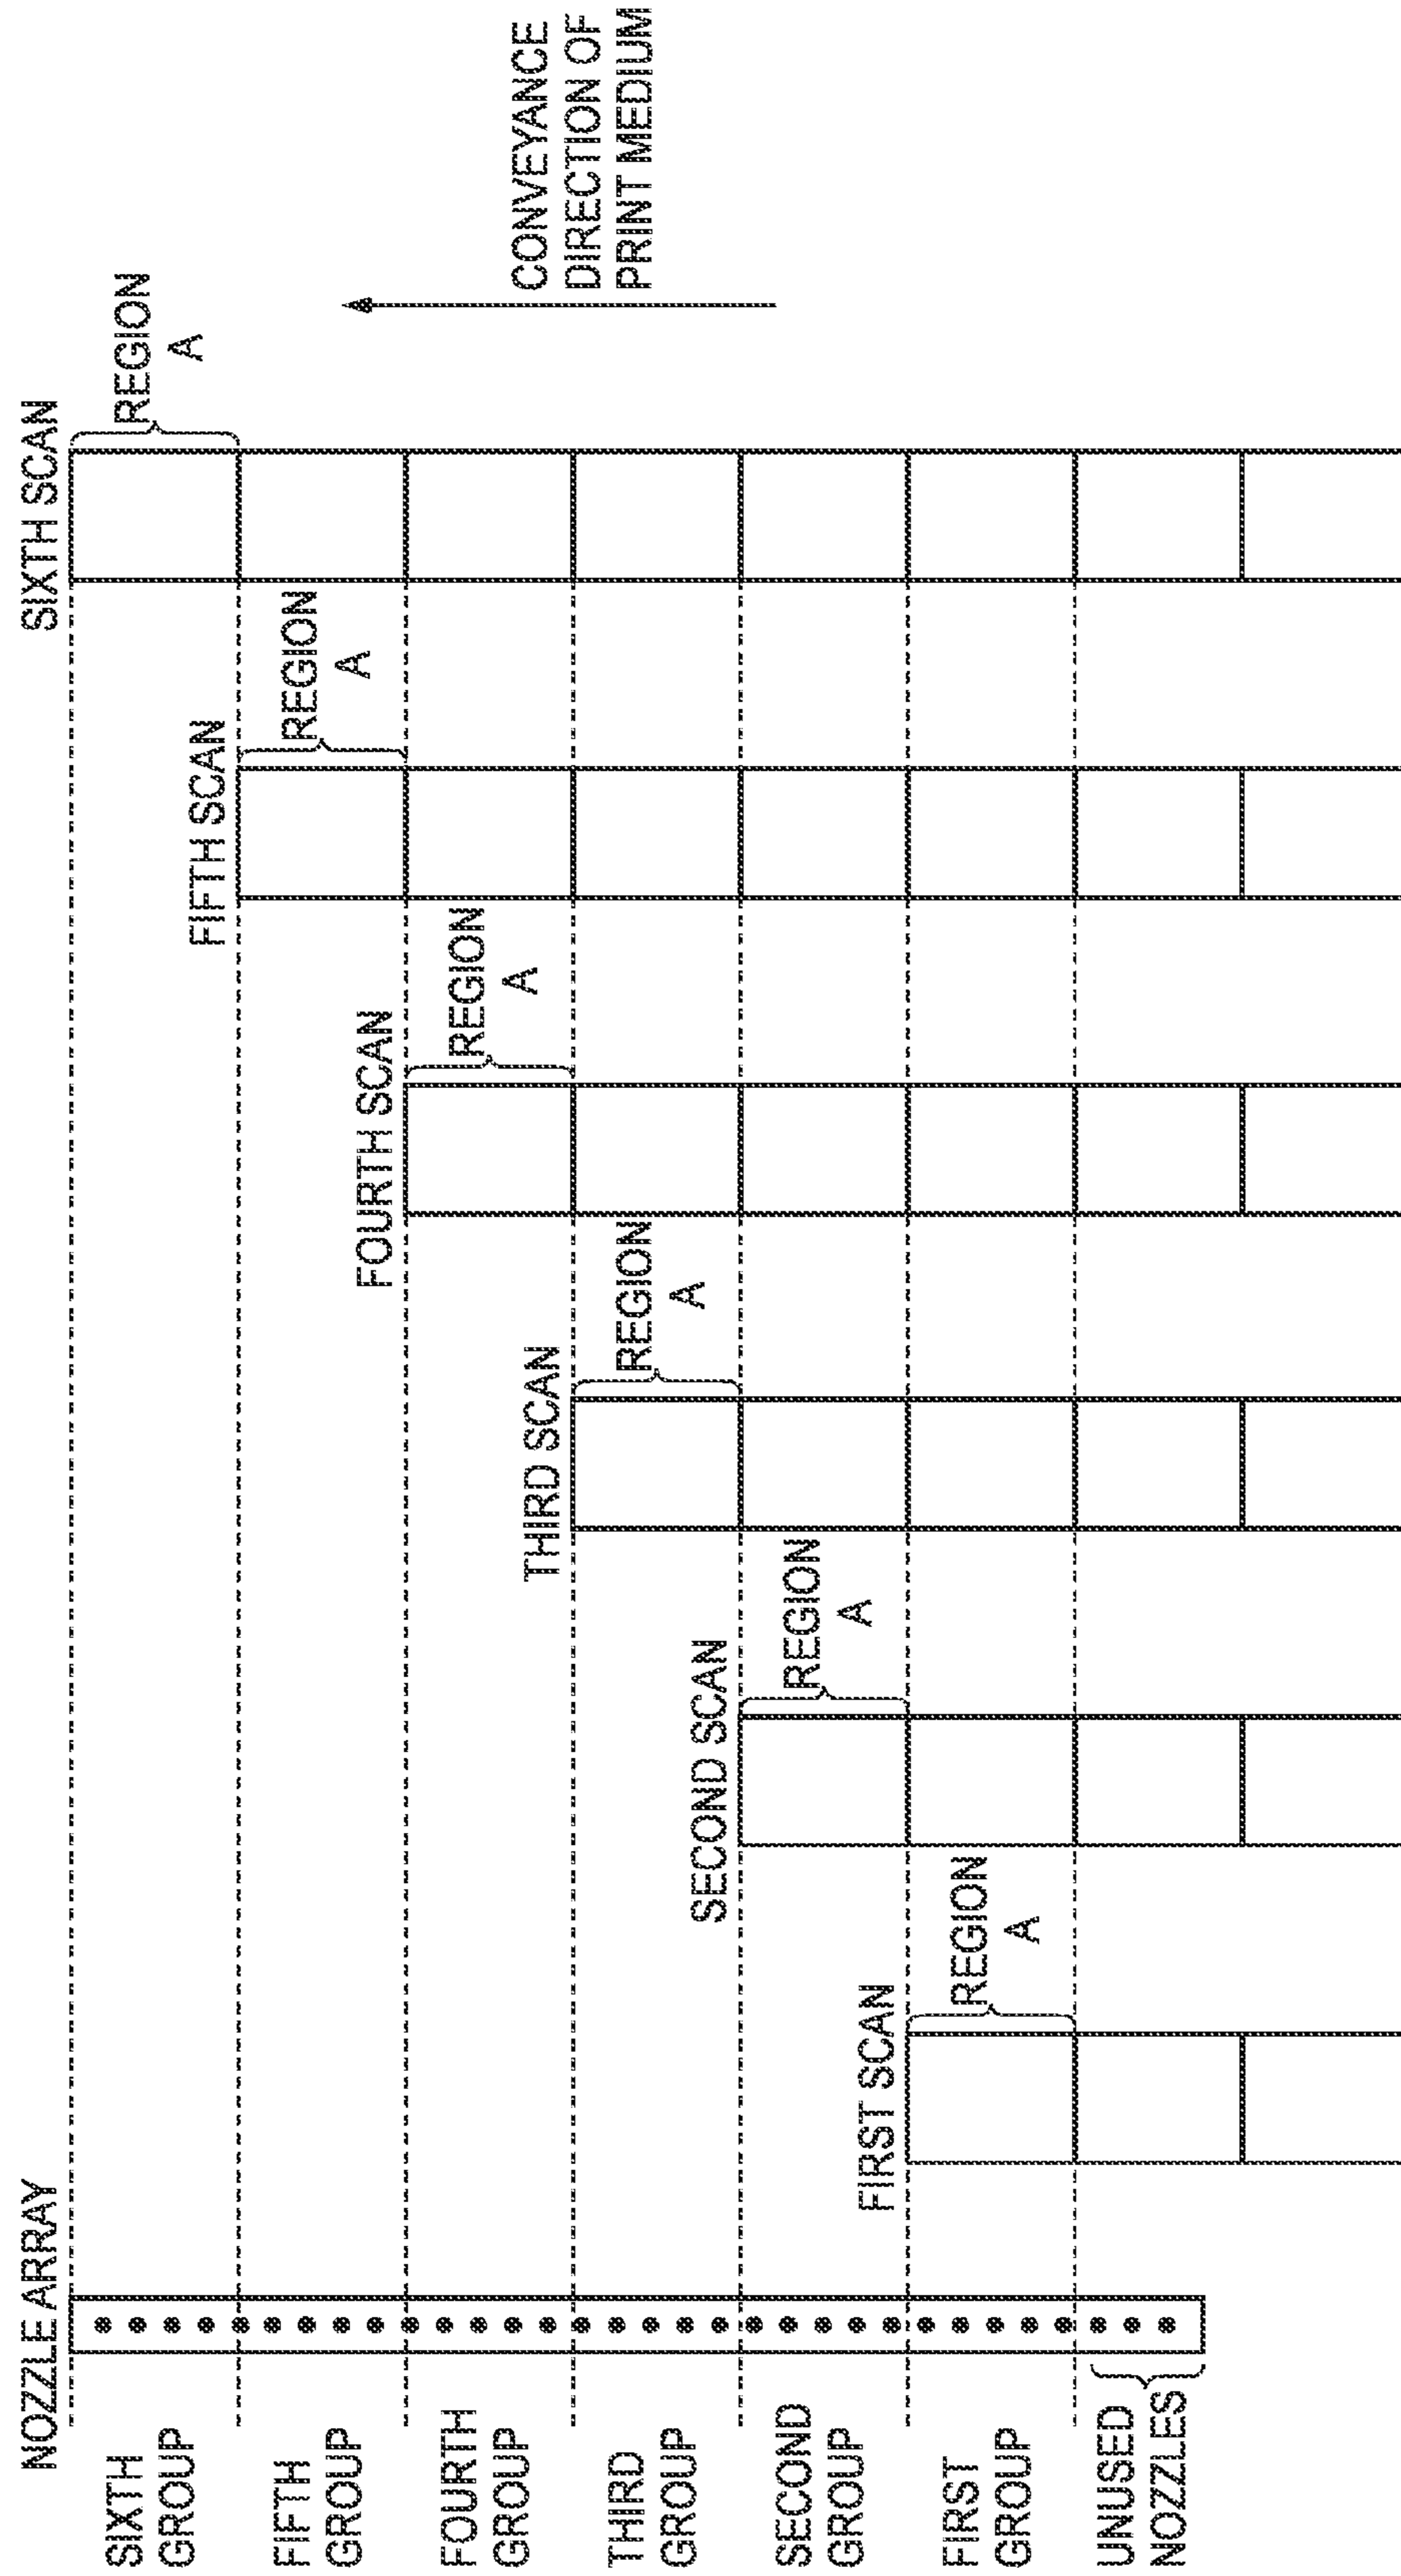 NOZZLE ARRAY
SIXTH
GROUP
FIFTH
GROUP
FOURTH
GROUP
THIRD
GROUP
SECOND
GROUP
FIRST
GROUP
UNUSED
NOZZLES
FIRST SCAN
REGION
A
SECOND SCAN
REGION
A
THIRD SCAN
REGION
A
FOURTH SCAN
REGION
A
FIFTH SCAN
REGION
A
SIXTH SCAN
REGION
A
CONVEYANCE
DIRECTION OF
PRINT MEDIUM